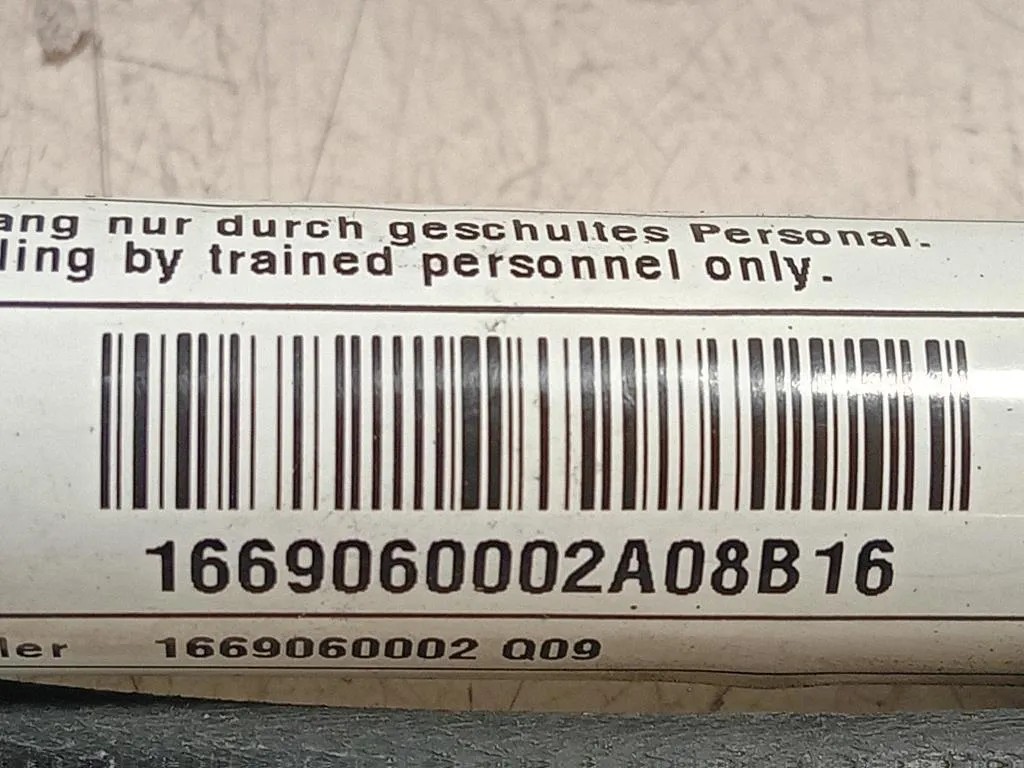 ang nur durch geschultes Personal.
ling by trained personnel only.
1669060002A08B16
ler 1669060002 Q09